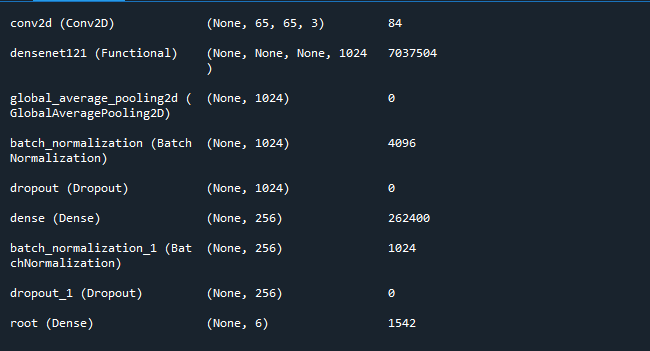 conv2d (Conv2D) (None, 65, 65, 3) 84
densenet121 (Functional) (None, None, None, 1024 7037504
)
global_average_pooling2d ( (None, 1024) 0
GlobalAveragePooling2D)
batch_normalization (Batch (None, 1024) 4096
Normalization)
dropout (Dropout) (None, 1024) 0
dense (Dense) (None, 256) 262400
batch_normalization_1 (Bat (None, 256) 1024
chNormalization)
dropout_1 (Dropout) (None, 256) 0
root (Dense) (None, 6) 1542